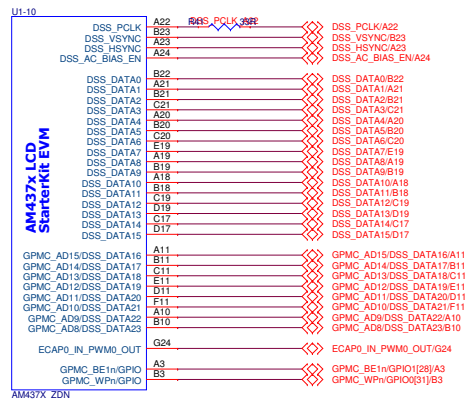 U1-10
DSS_PCLK A22 R41 DSS_PCLK_A22 33R DSS_PCLK/A22
DSS_VSYNC B23 DSS_VSYNC/B23
DSS_HSYNC A23 DSS_HSYNC/A23
DSS_AC_BIAS_EN A24 DSS_AC_BIAS_EN/A24
DSS_DATA0 B22 DSS_DATA0/B22
DSS_DATA1 A21 DSS_DATA1/A21
DSS_DATA2 B21 DSS_DATA2/B21
DSS_DATA3 C21 DSS_DATA3/C21
DSS_DATA4 A20 DSS_DATA4/A20
DSS_DATA5 B20 DSS_DATA5/B20
DSS_DATA6 C20 DSS_DATA6/C20
DSS_DATA7 E19 DSS_DATA7/E19
DSS_DATA8 A19 DSS_DATA8/A19
DSS_DATA9 B19 DSS_DATA9/B19
DSS_DATA10 A18 DSS_DATA10/A18
DSS_DATA11 B18 DSS_DATA11/B18
DSS_DATA12 C19 DSS_DATA12/C19
DSS_DATA13 D19 DSS_DATA13/D19
DSS_DATA14 C17 DSS_DATA14/C17
DSS_DATA15 D17 DSS_DATA15/D17
AM437x LCD
StarterKit EVM
GPMC_AD15/DSS_DATA16 A11 GPMC_AD15/DSS_DATA16/A11
GPMC_AD14/DSS_DATA17 B11 GPMC_AD14/DSS_DATA17/B11
GPMC_AD13/DSS_DATA18 C11 GPMC_AD13/DSS_DATA18/C11
GPMC_AD12/DSS_DATA19 E11 GPMC_AD12/DSS_DATA19/E11
GPMC_AD11/DSS_DATA20 D11 GPMC_AD11/DSS_DATA20/D11
GPMC_AD10/DSS_DATA21 F11 GPMC_AD10/DSS_DATA21/F11
GPMC_AD9/DSS_DATA22 A10 GPMC_AD9/DSS_DATA22/A10
GPMC_AD8/DSS_DATA23 B10 GPMC_AD8/DSS_DATA23/B10
ECAP0_IN_PWM0_OUT G24 ECAP0_IN_PWM0_OUT/G24
GPMC_BE1n/GPIO A3 GPMC_BE1n/GPIO1[28]/A3
GPMC_WPn/GPIO B3 GPMC_WPn/GPIO0[31]/B3
AM437X_ZDN